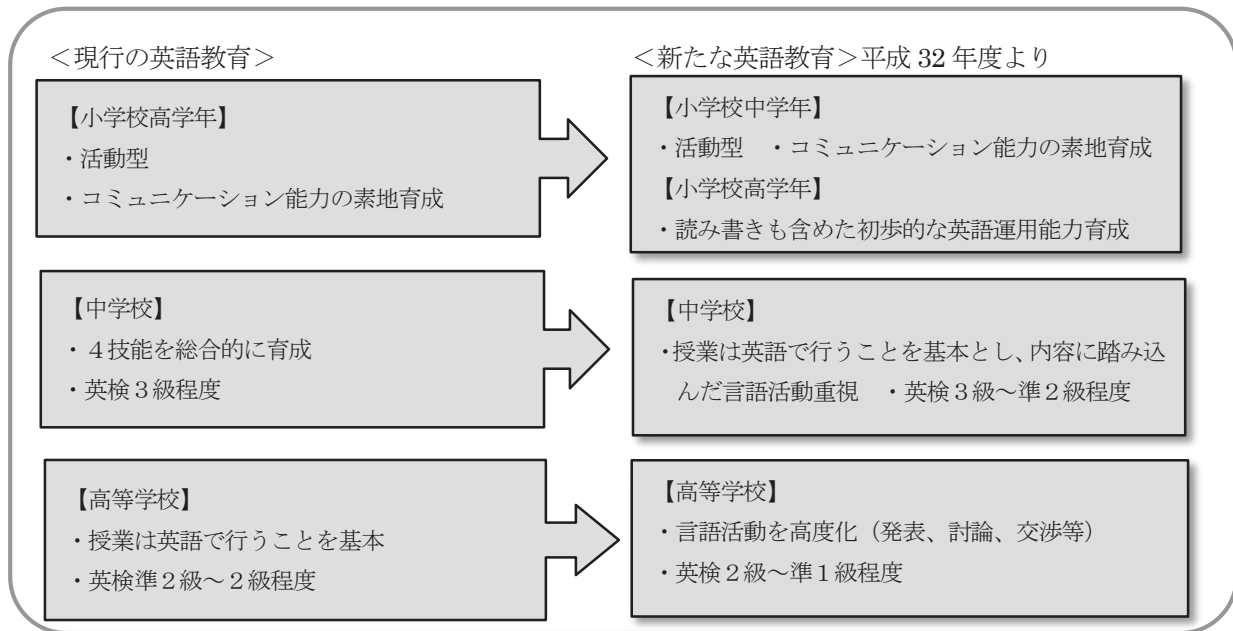 ＜現行の英語教育＞
【小学校高学年】
・活動型
・コミュニケーション能力の素地育成
【中学校】
・４技能を総合的に育成
・英検３級程度
【高等学校】
・授業は英語で行うことを基本
・英検準２級～２級程度
＜新たな英語教育＞平成 32 年度より
【小学校中学年】
・活動型　・コミュニケーション能力の素地育成
【小学校高学年】
・読み書きも含めた初歩的な英語運用能力育成
【中学校】
・授業は英語で行うことを基本とし、内容に踏み込
んだ言語活動重視　・英検３級～準２級程度
【高等学校】
・言語活動を高度化（発表、討論、交渉等）
・英検２級～準１級程度